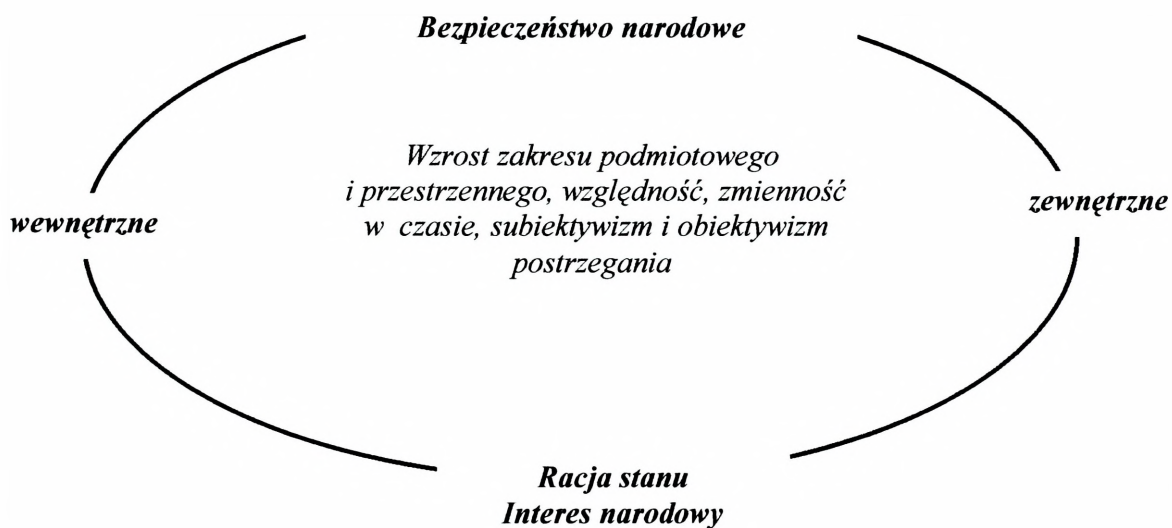 Bezpieczeństwo narodowe
Wzrost zakresu podmiotowego
i przestrzennego, względność, zmienność
w czasie, subiektywizm i obiektywizm
postrzegania
wewnętrzne
zewnętrzne
Racja stanu
Interes narodowy